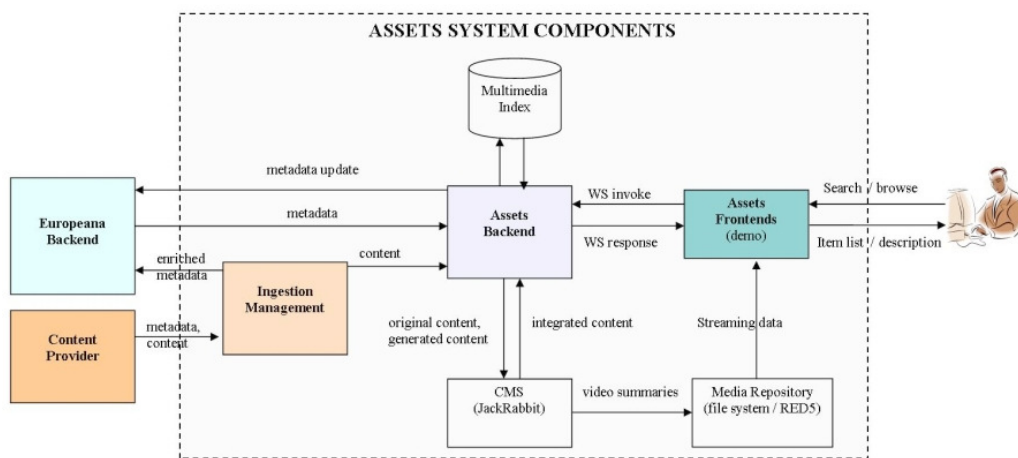 ASSETS SYSTEM COMPONENTS
Multimedia
Index
metadata update
Europeana
Backend
metadata
Assets
Backend
WS invoke
WS response
Assets
Frontends
(demo)
Search / browse
Item list / description
enriched
metadata
content
Ingestion
Management
Content
Provider
metadata,
content
original content,
generated content
integrated content
Streaming data
CMS
(JackRabbit)
video summaries
Media Repository
(file system / RED5)